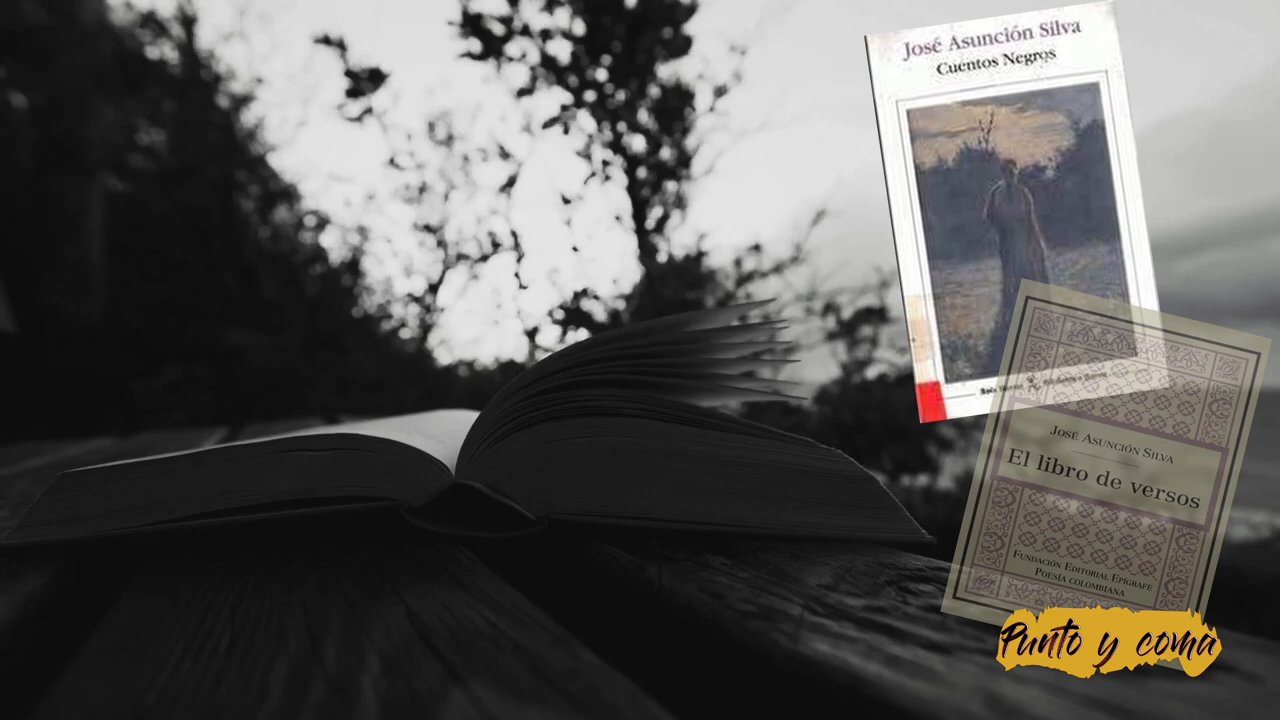 José Asunción Silva
Cuentos Negros
José Asunción Silva
El libro de versos
Fundación Editorial Epígrafe
Poesía colombiana
Punto y coma